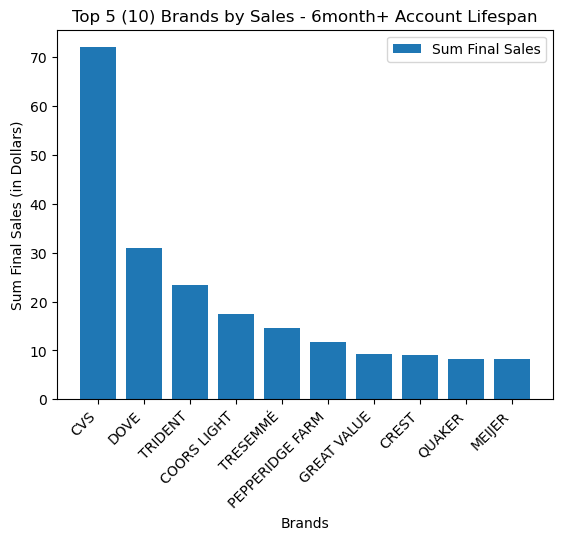 Top 5 (10) Brands by Sales - 6month+ Account Lifespan
Sum Final Sales
Sum Final Sales (in Dollars)
70
60
50
40
30
20
10
0
CVS
DOVE
TRIDENT
COORS LIGHT
TRESEMMÉ
PEPPERIDGE FARM
GREAT VALUE
CREST
QUAKER
MEIJER
Brands